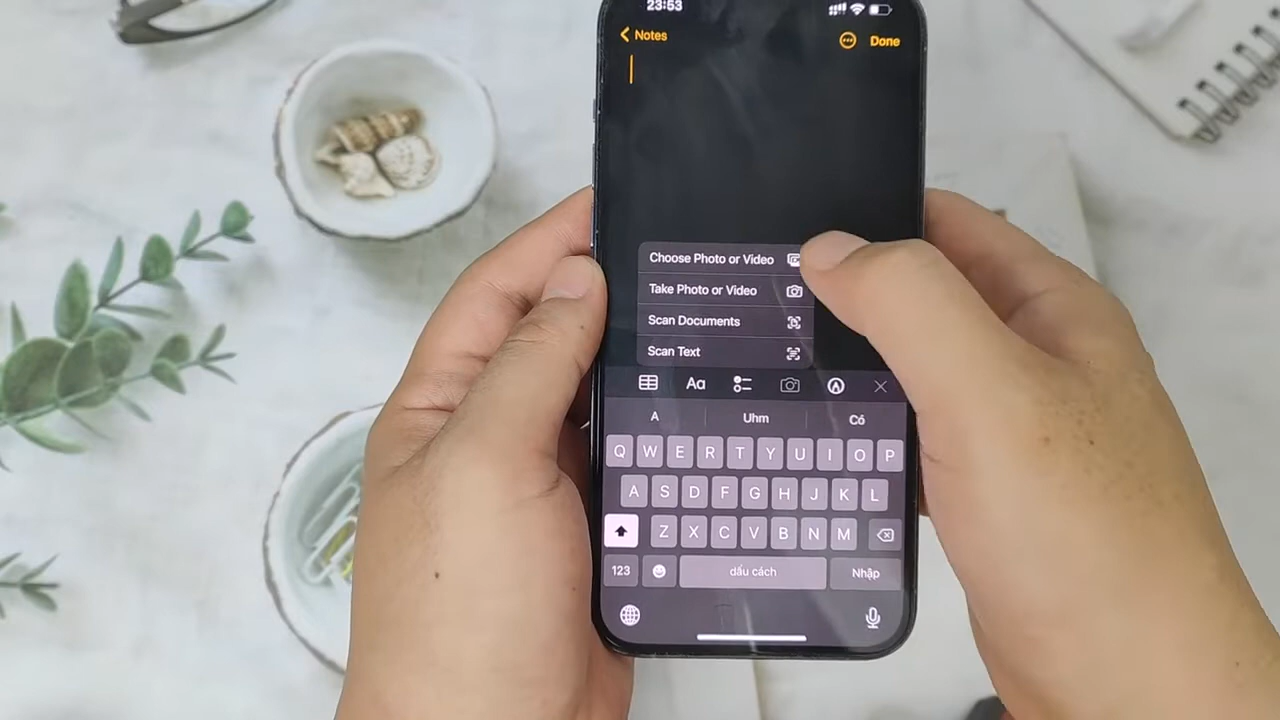 23:53
Notes
Done
Choose Photo or Video
Take Photo or Video
Scan Documents
Scan Text
Aa
A Uhm Có
Q W E R T Y U I O P
A S D F G H J K L
Z X C V B N M
123 dấu cách Nhập